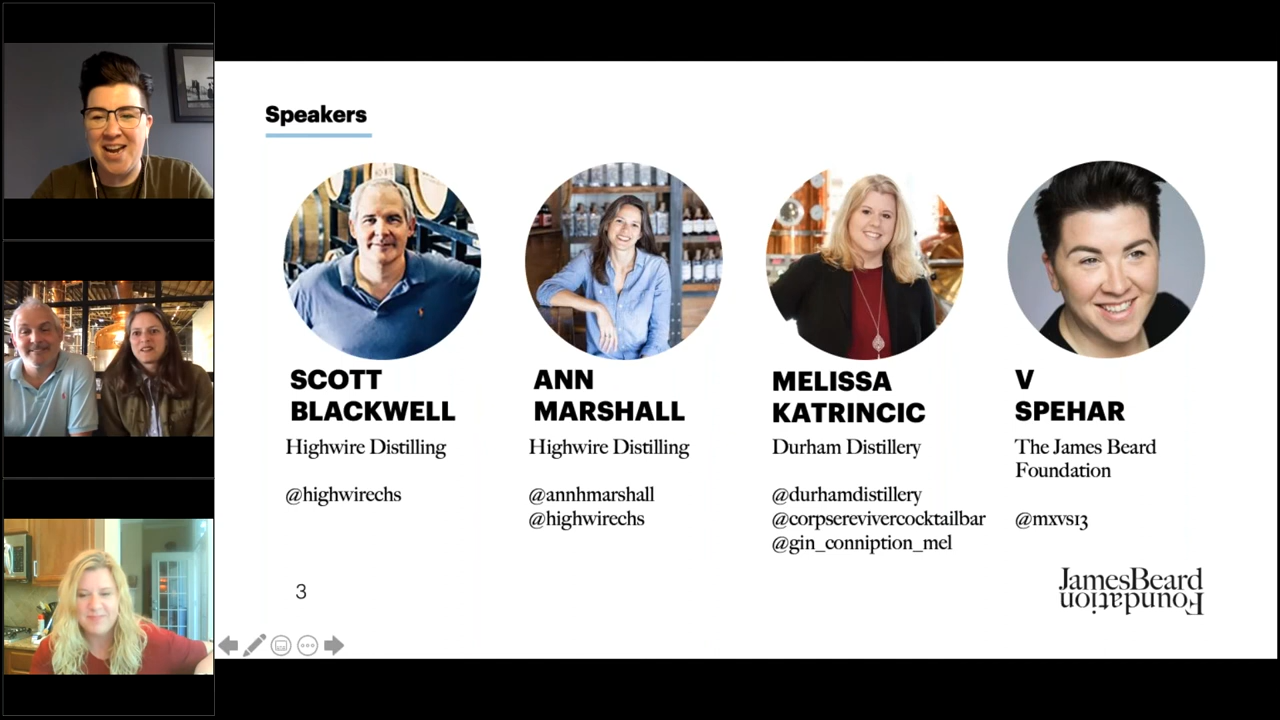 Speakers
SCOTT
BLACKWELL
Highwire Distilling
@highwirechs
ANN
MARSHALL
Highwire Distilling
@annhmarshall
@highwirechs
MELISSA
KATRINCIC
Durham Distillery
@durhamdistillery
@corpserevivercocktailbar
@gin_conniption_mel
V
SPEHAR
The James Beard
Foundation
@mxvs13
3
JamesBeard
Foundation